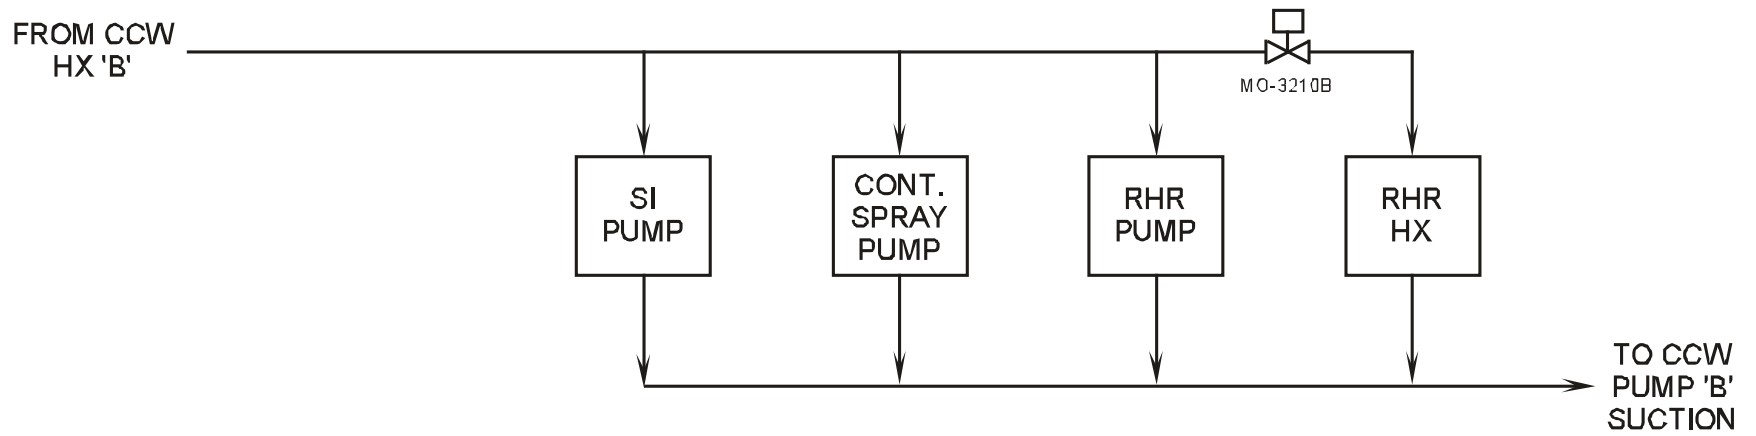 FROM CCW
HX 'B'
MO-3210B
SI
PUMP
CONT.
SPRAY
PUMP
RHR
PUMP
RHR
HX
TO CCW
PUMP 'B'
SUCTION